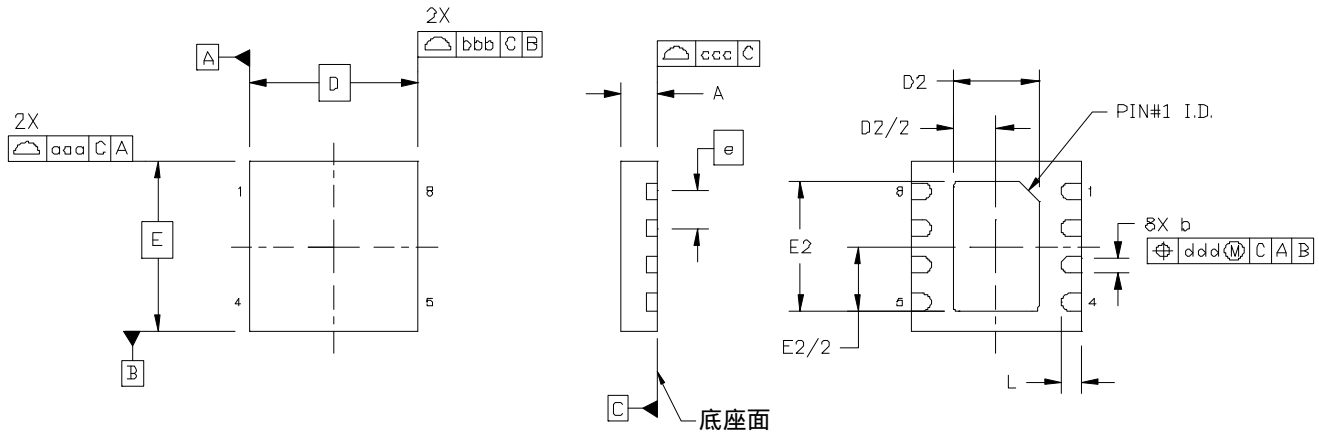 2X
⌓ bbb C B
A
D
2X
⌓ aaa C A
1
8
E
4
5
B
⌓ ccc C
A
e
C
底座面
D2
D2/2
PIN#1 I.D.
8
1
E2
8X b
⌖ ddd Ⓜ C A B
5
4
E2/2
L